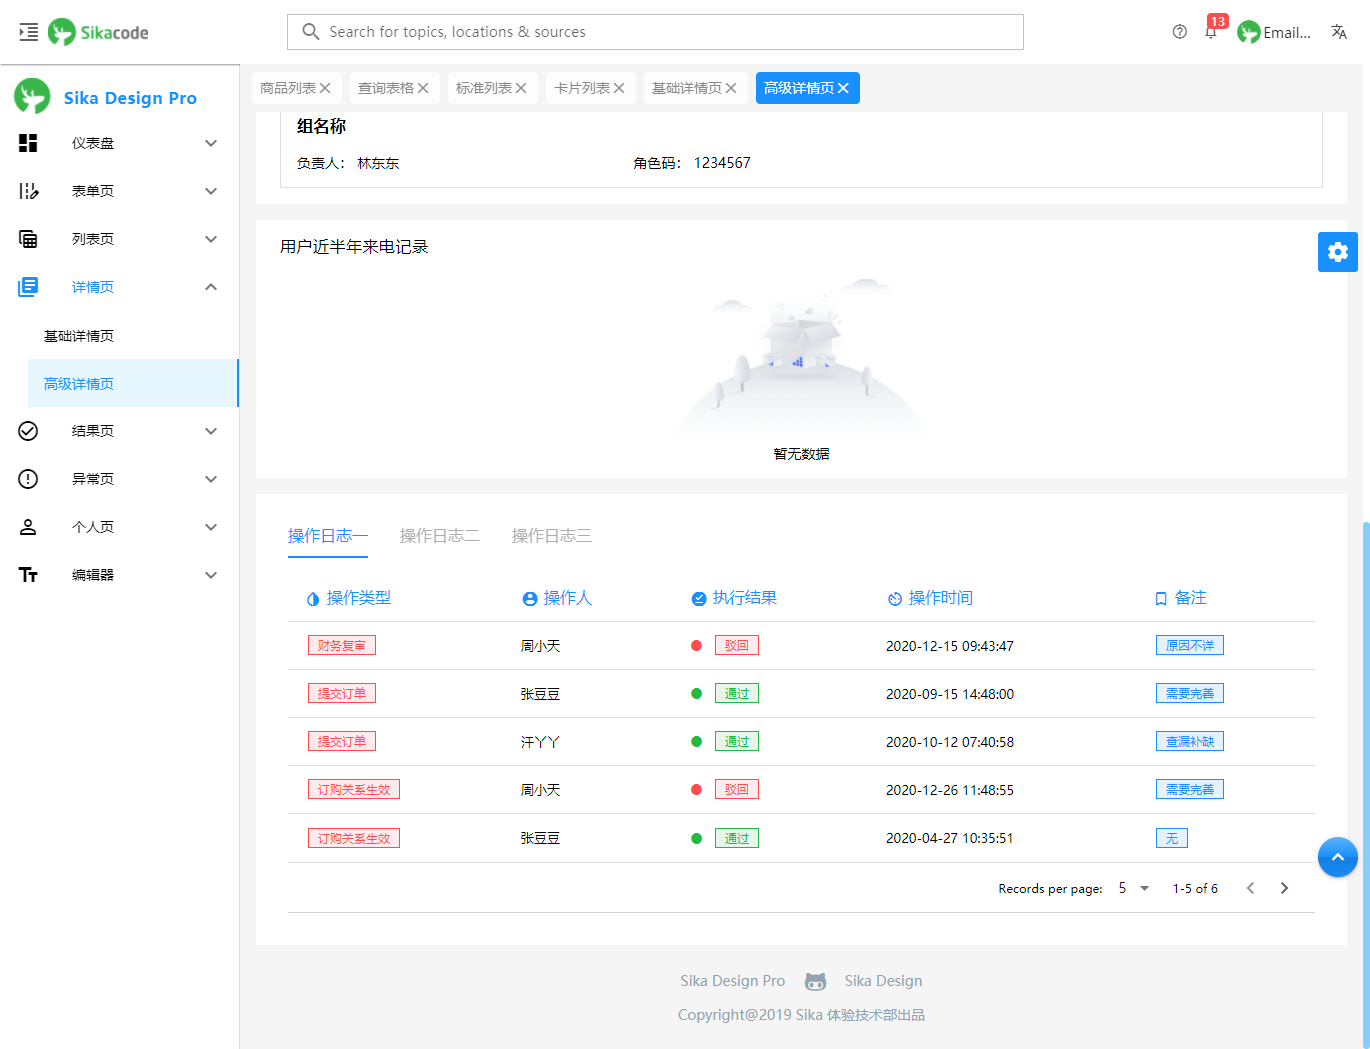 Sikacode
Search for topics, locations & sources
13
Email...
Sika Design Pro
仪表盘
表单页
列表页
详情页
基础详情页
高级详情页
结果页
异常页
个人页
编辑器
商品列表 查询表格 标准列表 卡片列表 基础详情页 高级详情页
组名称
负责人： 林东东 角色码： 1234567
用户近半年来电记录
暂无数据
操作日志一 操作日志二 操作日志三
操作类型 操作人 执行结果 操作时间 备注
财务复审 周小天 驳回 2020-12-15 09:43:47 原因不详
提交订单 张豆豆 通过 2020-09-15 14:48:00 需要完善
提交订单 汗丫丫 通过 2020-10-12 07:40:58 查漏补缺
订购关系生效 周小天 驳回 2020-12-26 11:48:55 需要完善
订购关系生效 张豆豆 通过 2020-04-27 10:35:51 无
Records per page: 5 1-5 of 6
Sika Design Pro Sika Design
Copyright@2019 Sika 体验技术部出品